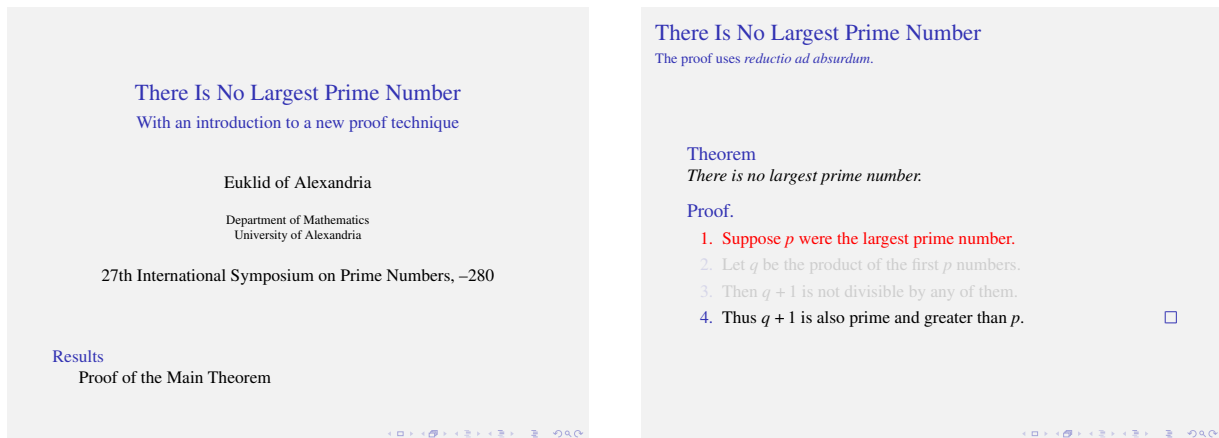 There Is No Largest Prime Number
With an introduction to a new proof technique
Euklid of Alexandria
Department of Mathematics
University of Alexandria
27th International Symposium on Prime Numbers, –280
Results
Proof of the Main Theorem
There Is No Largest Prime Number
The proof uses reductio ad absurdum.
Theorem
There is no largest prime number.
Proof.
1. Suppose p were the largest prime number.
2. Let q be the product of the first p numbers.
3. Then q + 1 is not divisible by any of them.
4. Thus q + 1 is also prime and greater than p.